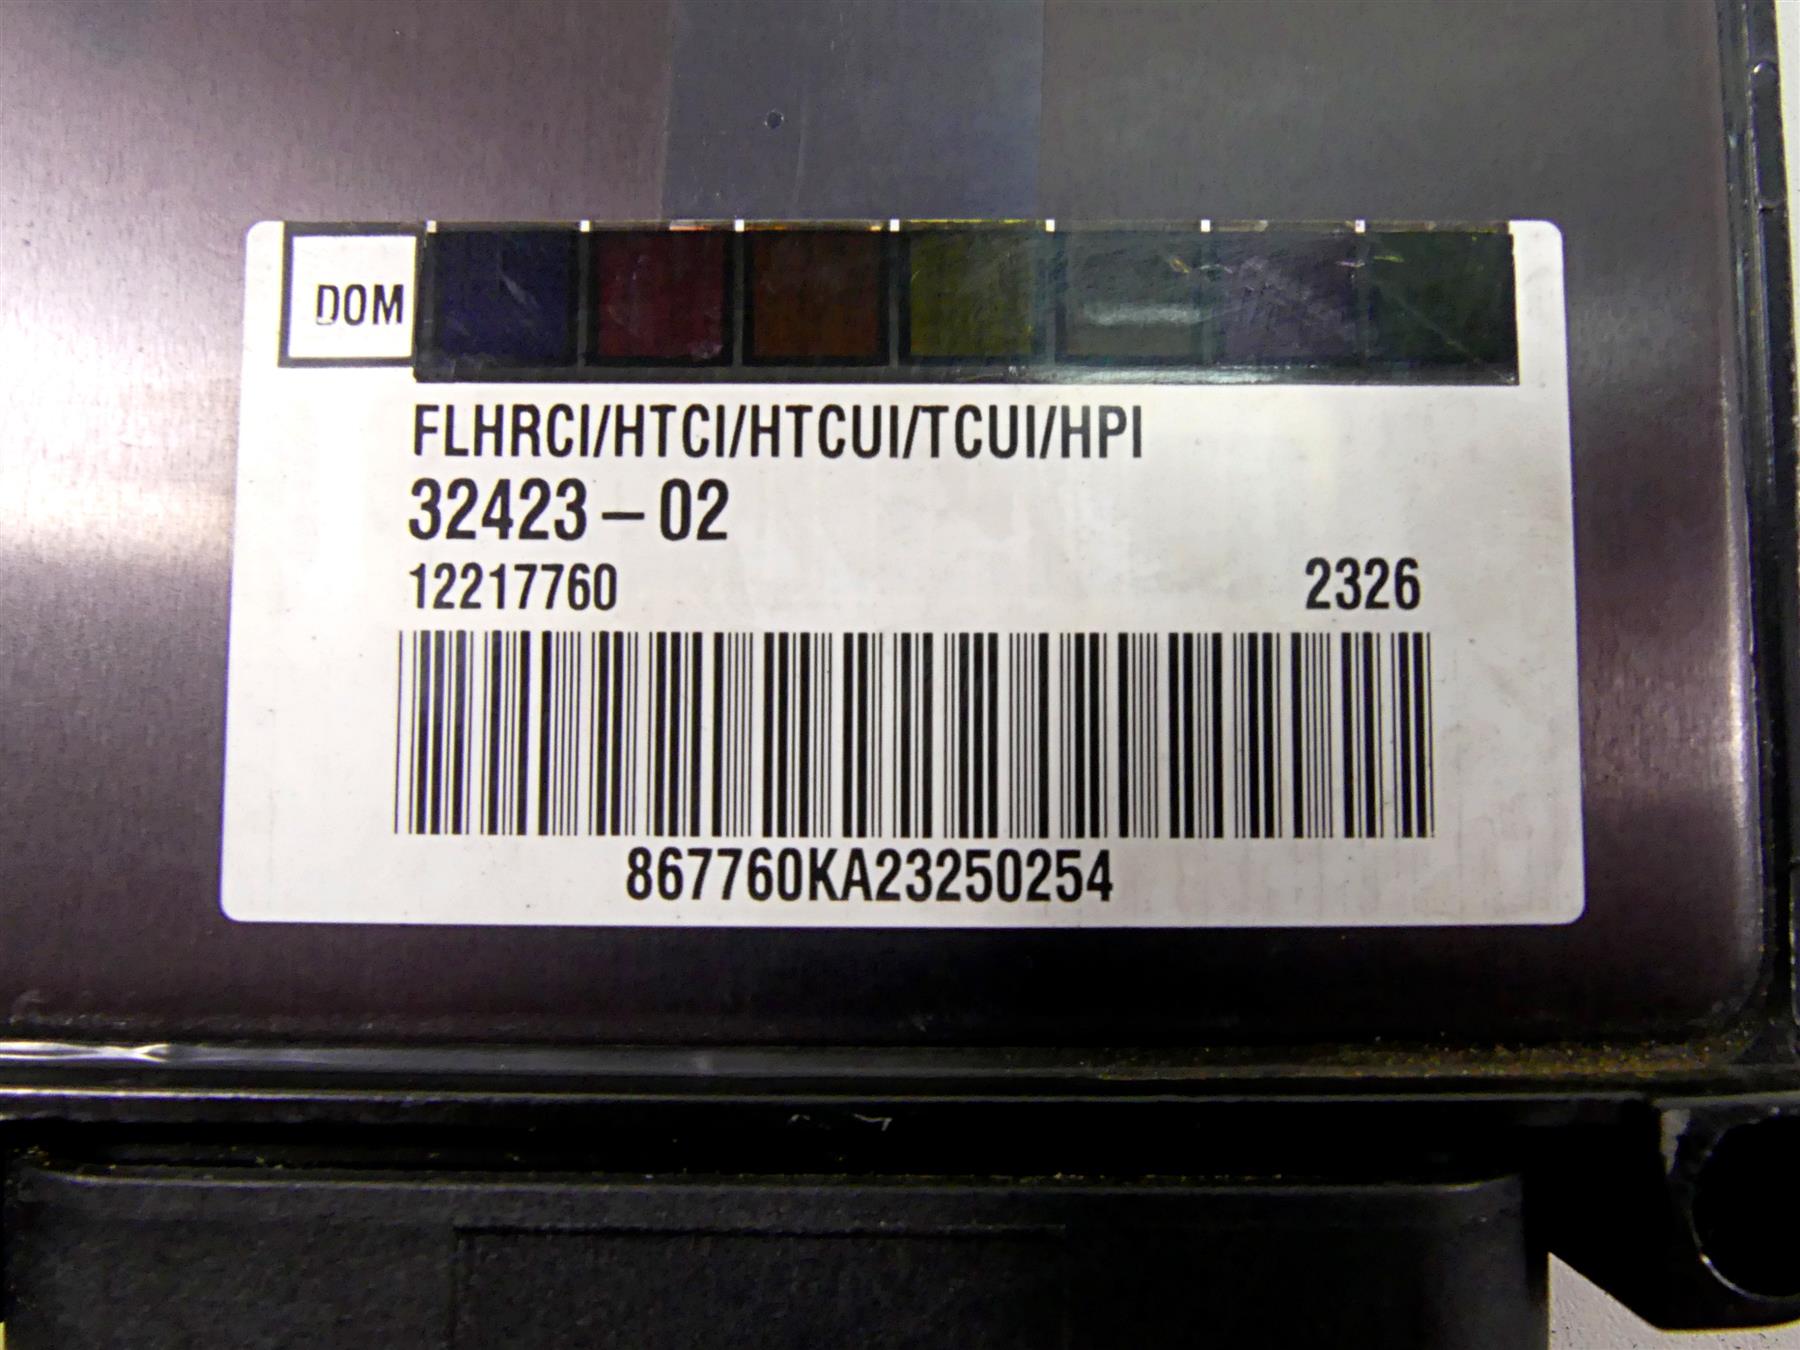 DOM
FLHRCI/HTCI/HTCUI/TCUI/HPI
32423-02
12217760 2326
867760KA23250254